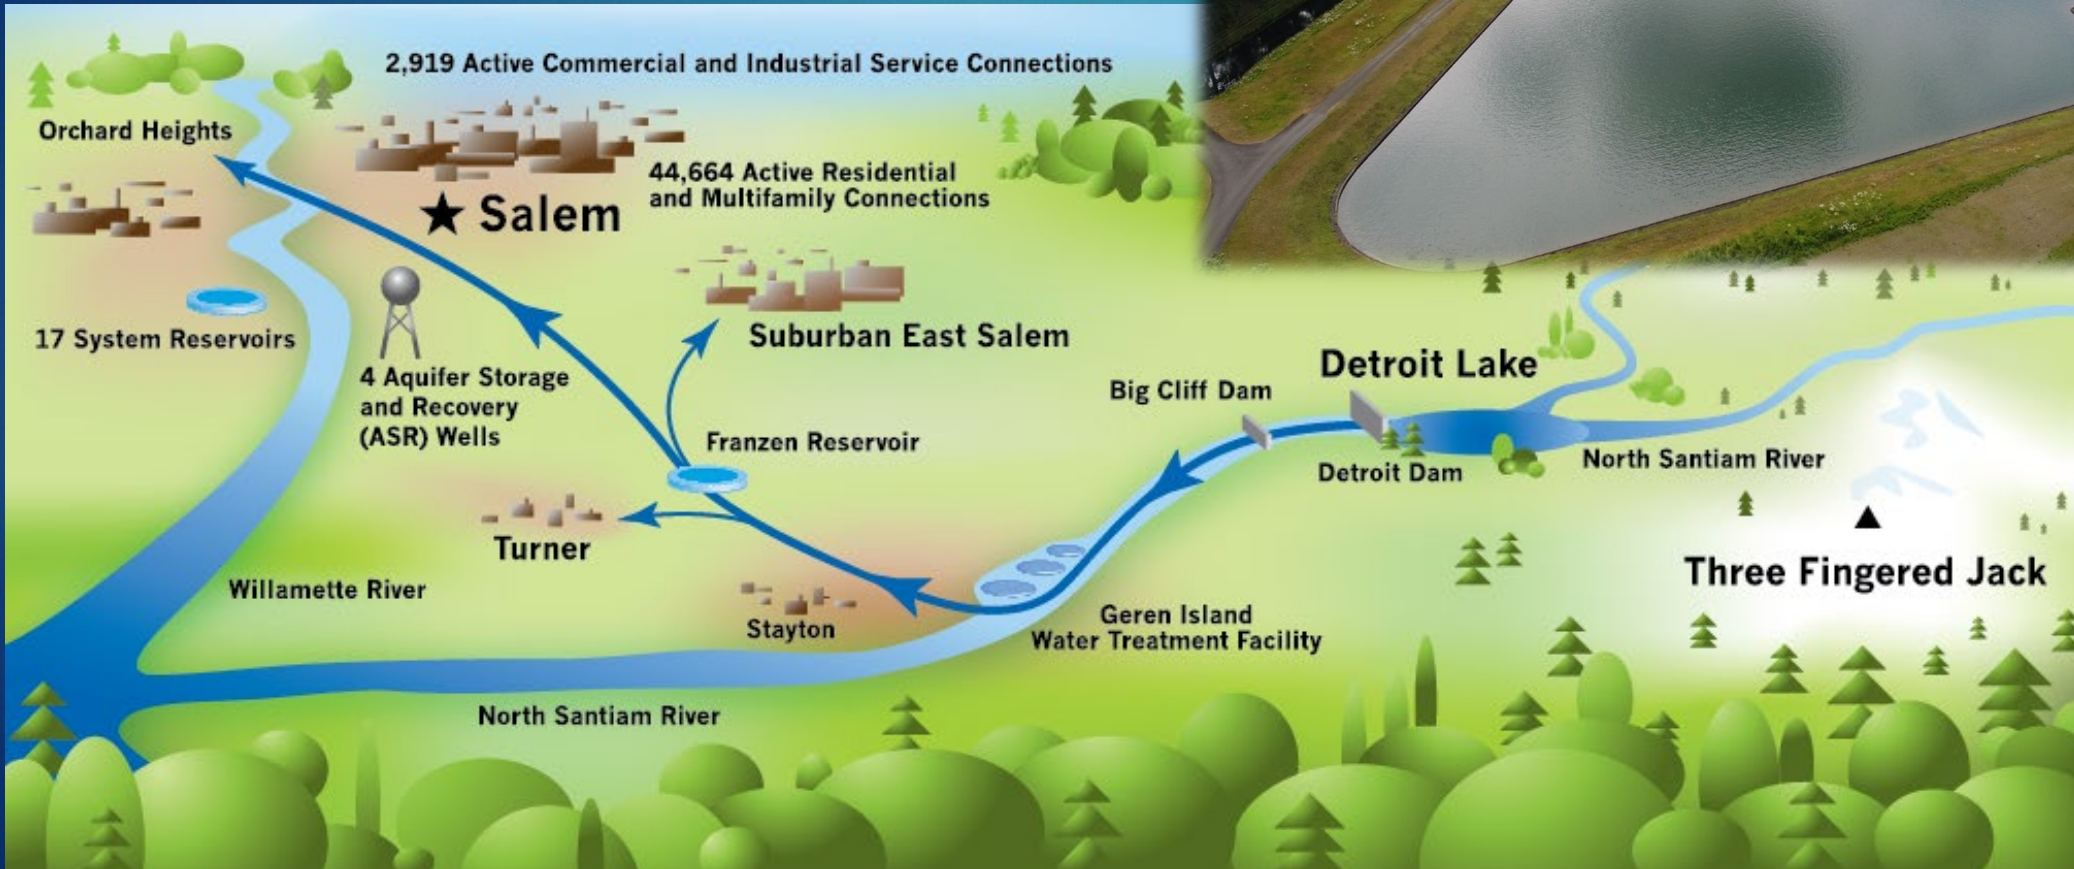 2,919 Active Commercial and Industrial Service Connections
Orchard Heights
44,664 Active Residential
and Multifamily Connections
Salem
17 System Reservoirs
4 Aquifer Storage
and Recovery
(ASR) Wells
Suburban East Salem
Franzen Reservoir
Turner
Stayton
Willamette River
North Santiam River
Big Cliff Dam
Detroit Lake
Detroit Dam
North Santiam River
Geren Island
Water Treatment Facility
Three Fingered Jack